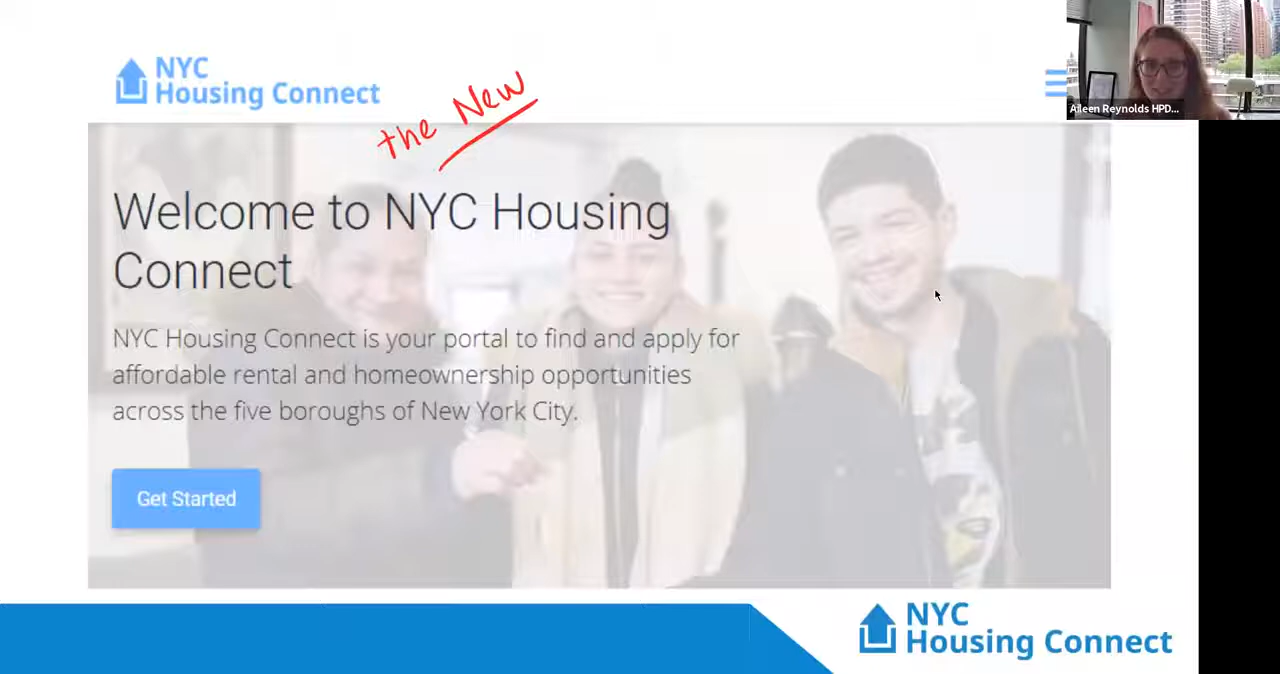 NYC
Housing Connect
the New
Aileen Reynolds HPD...
Welcome to NYC Housing
Connect
NYC Housing Connect is your portal to find and apply for
affordable rental and homeownership opportunities
across the five boroughs of New York City.
Get Started
NYC
Housing Connect